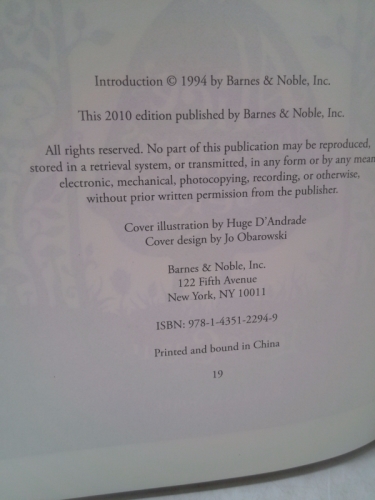 Introduction © 1994 by Barnes & Noble, Inc.
This 2010 edition published by Barnes & Noble, Inc.
All rights reserved. No part of this publication may be reproduced,
stored in a retrieval system, or transmitted, in any form or by any mean
electronic, mechanical, photocopying, recording, or otherwise,
without prior written permission from the publisher.
Cover illustration by Huge D'Andrade
Cover design by Jo Obarowski
Barnes & Noble, Inc.
122 Fifth Avenue
New York, NY 10011
ISBN: 978-1-4351-2294-9
Printed and bound in China
19